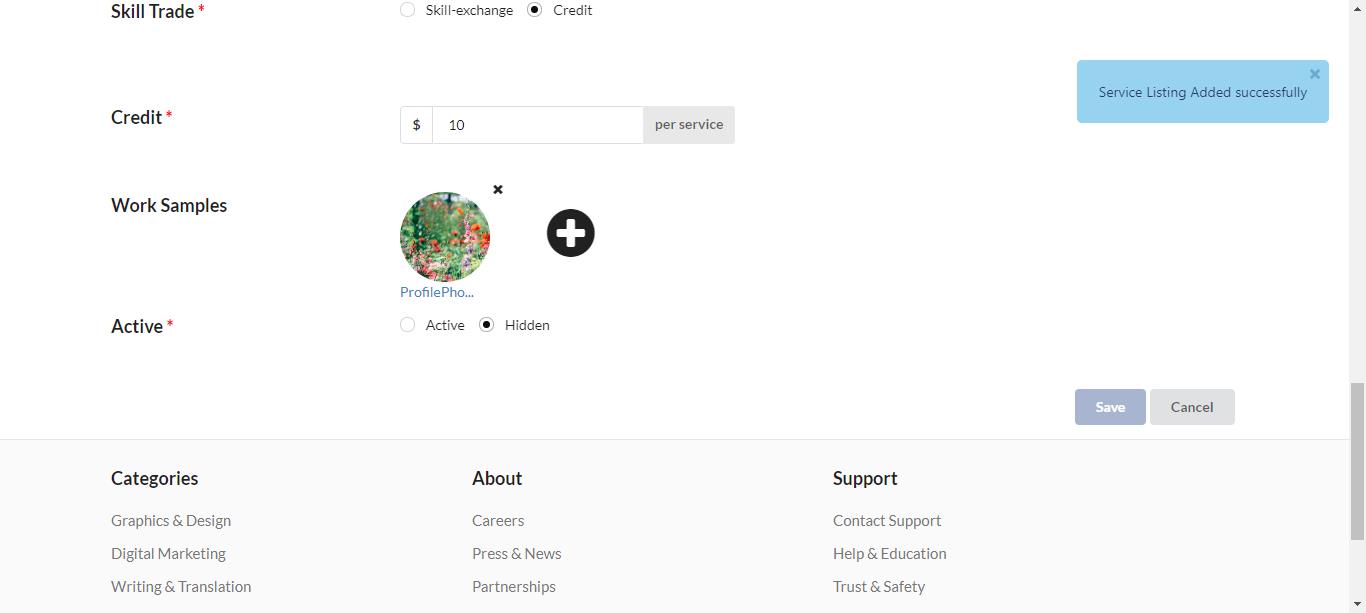 Skill Trade *
Skill-exchange Credit
Service Listing Added successfully
Credit *
$ 10 per service
Work Samples
ProfilePho...
Active *
Active Hidden
Save Cancel
Categories
Graphics & Design
Digital Marketing
Writing & Translation
About
Careers
Press & News
Partnerships
Support
Contact Support
Help & Education
Trust & Safety